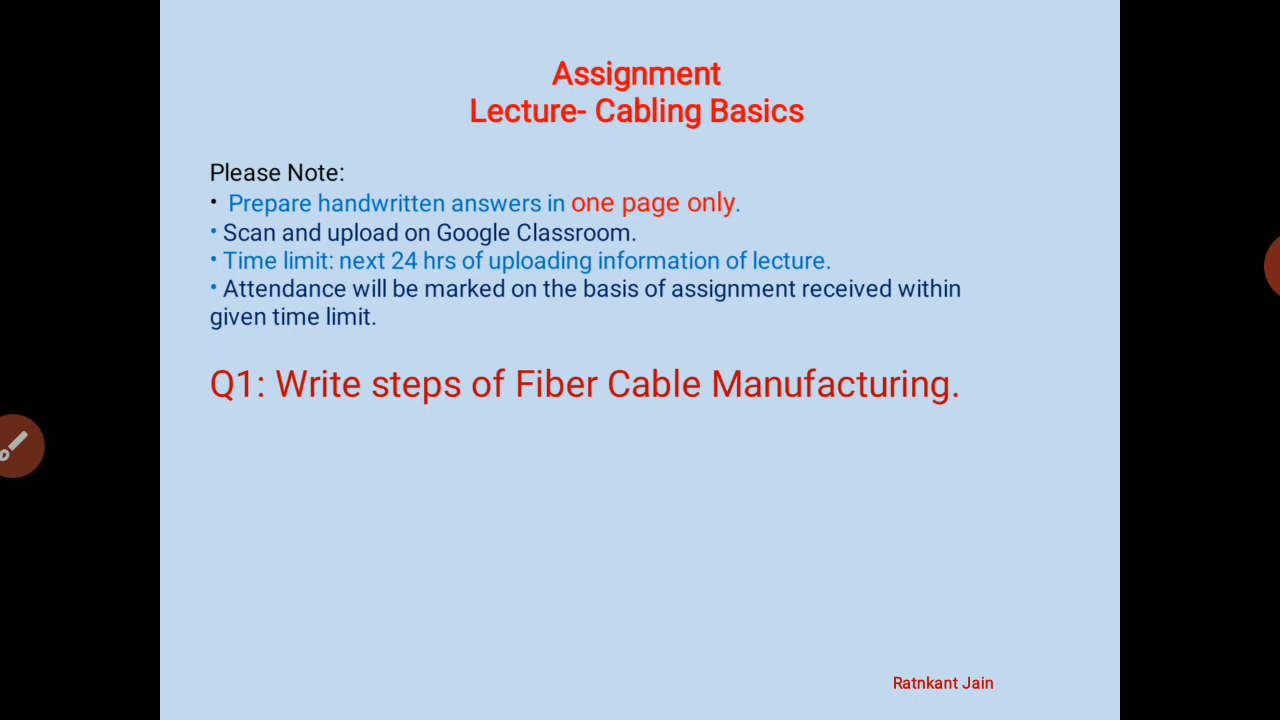 Assignment
Lecture- Cabling Basics
Please Note:
• Prepare handwritten answers in one page only.
• Scan and upload on Google Classroom.
• Time limit: next 24 hrs of uploading information of lecture.
• Attendance will be marked on the basis of assignment received within
given time limit.
Q1: Write steps of Fiber Cable Manufacturing.
Ratnkant Jain